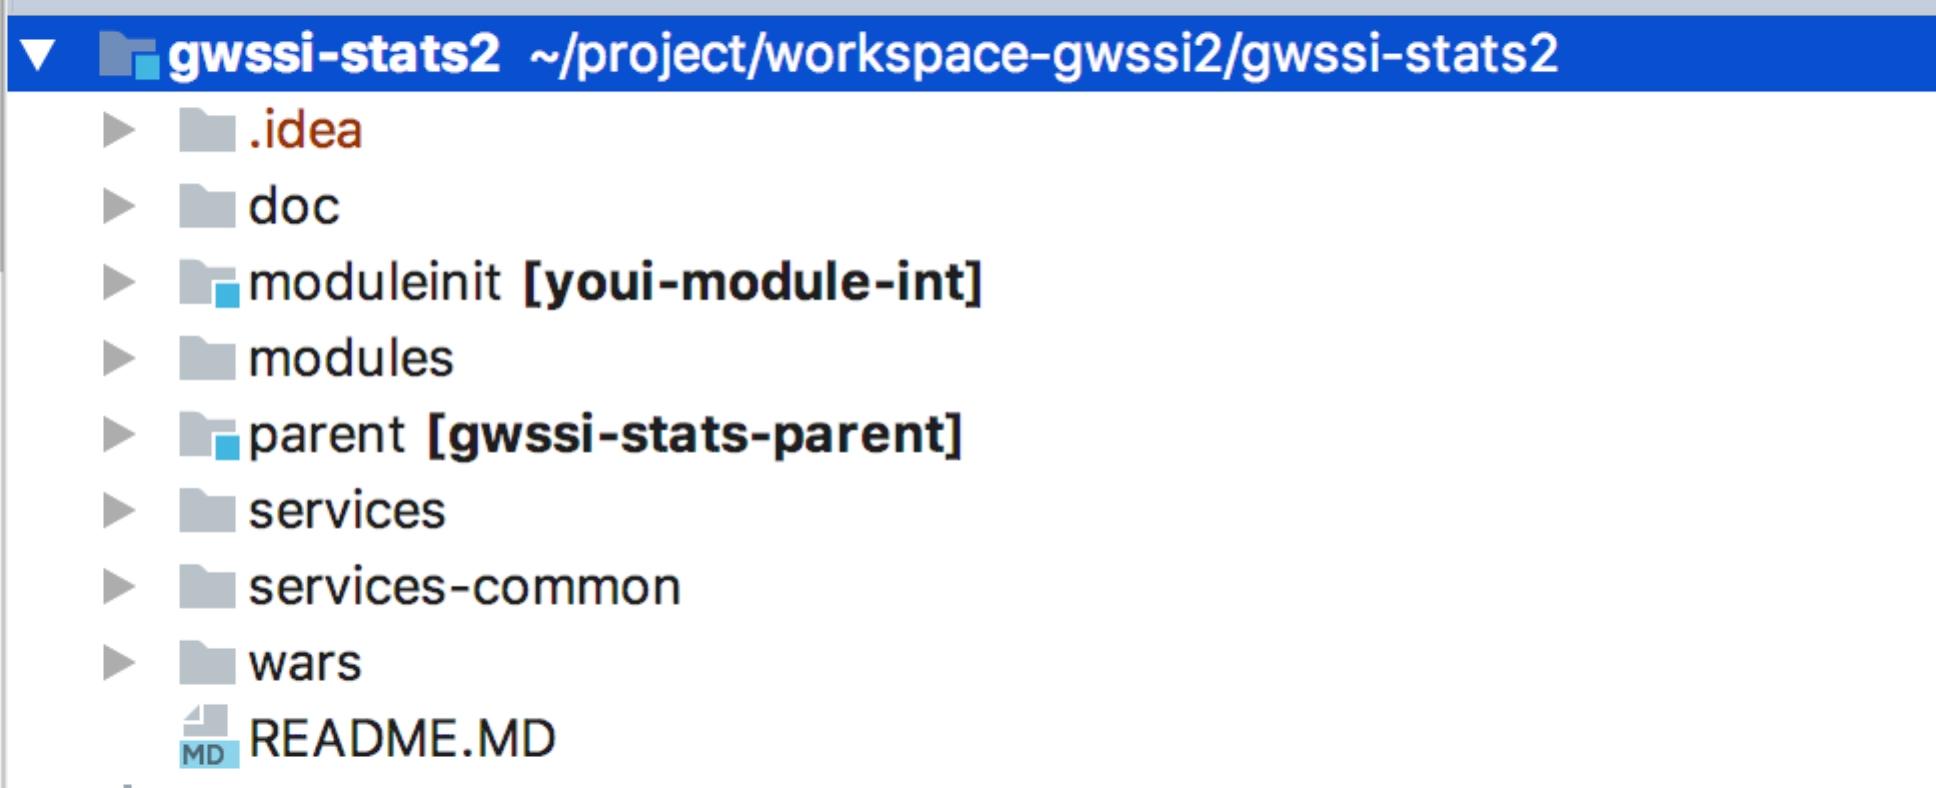 gwssi-stats2 ~/project/workspace-gwssi2/gwssi-stats2
.idea
doc
moduleinit [youi-module-int]
modules
parent [gwssi-stats-parent]
services
services-common
wars
MD README.MD